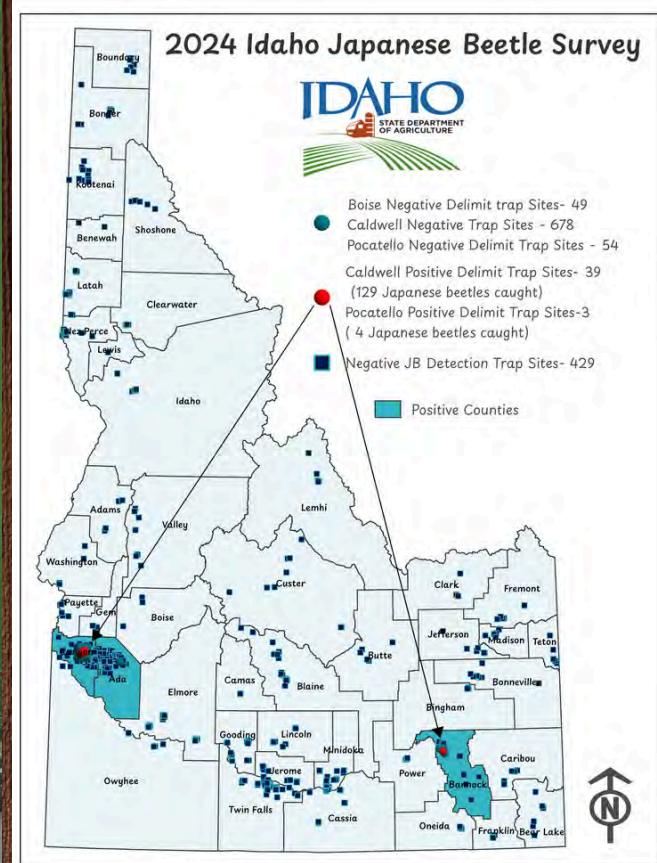 2024 Idaho Japanese Beetle Survey
IDAHO
STATE DEPARTMENT
OF AGRICULTURE
Boise Negative Delimit trap Sites- 49
Caldwell Negative Trap Sites - 678
Pocatello Negative Delimit Trap Sites - 54
Caldwell Positive Delimit Trap Sites- 39
(129 Japanese beetles caught)
Pocatello Positive Delimit Trap Sites-3
( 4 Japanese beetles caught)
Negative JB Detection Trap Sites- 429
Positive Counties
Boundary
Bonner
Kootenai
Benewah
Shoshone
Latah
Clearwater
Nez Perce
Lewis
Idaho
Lemhi
Adams
Valley
Washington
Custer
Clark
Fremont
Payette
Gem
Boise
Jefferson
Madison
Teton
Butte
Ada
Elmore
Camas
Blaine
Bonneville
Bingham
Gooding
Lincoln
Minidoka
Jerome
Power
Bannock
Caribou
Owyhee
Twin Falls
Cassia
Oneida
Franklin
Bear Lake
N